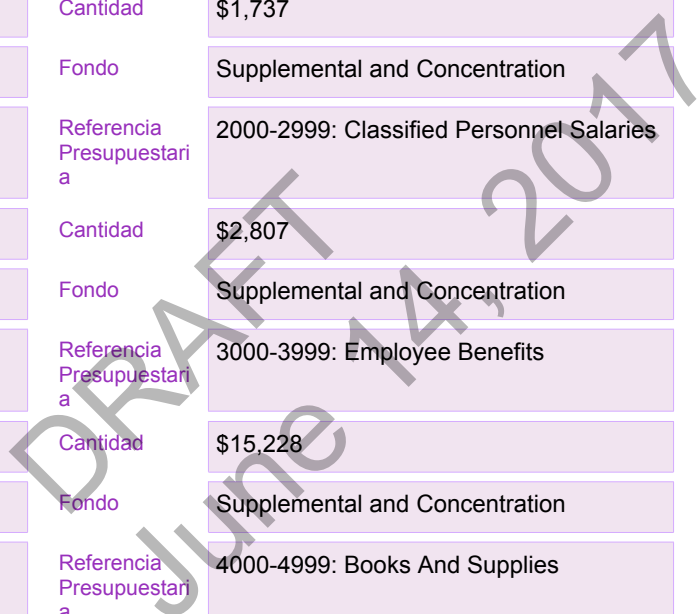 Cantidad $1,737
Fondo Supplemental and Concentration
Referencia 2000-2999: Classified Personnel Salaries
Presupuestari
a
Cantidad $2,807
Fondo Supplemental and Concentration
Referencia 3000-3999: Employee Benefits
Presupuestari
a
Cantidad $15,228
Fondo Supplemental and Concentration
Referencia 4000-4999: Books And Supplies
Presupuestari
a
DRAFT
June 14, 2017